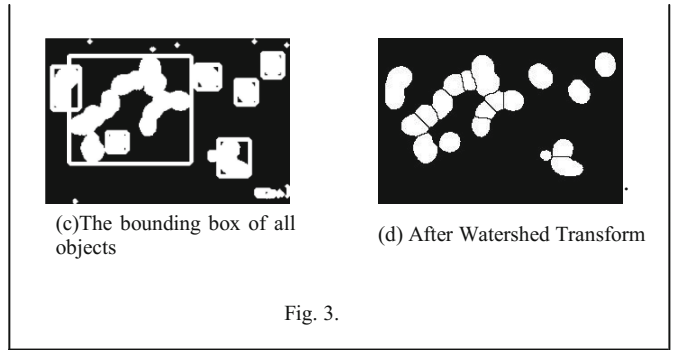 (c)The bounding box of all
objects
(d) After Watershed Transform
.
Fig. 3.